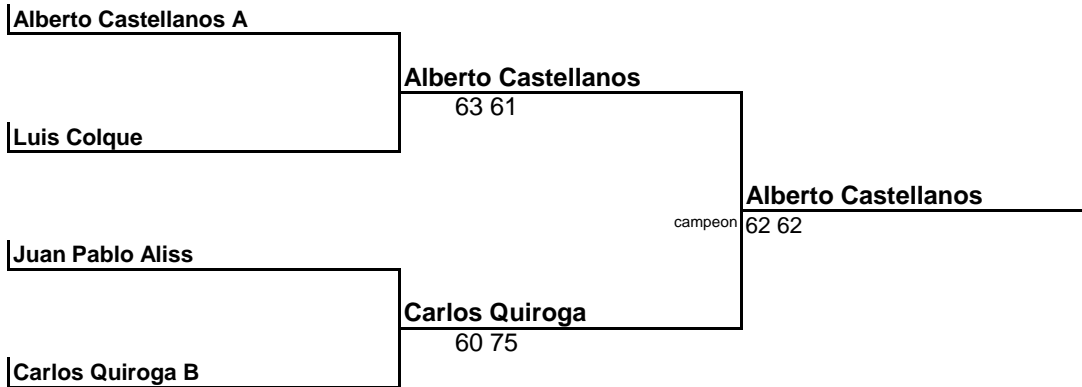 Alberto Castellanos A
Alberto Castellanos
63 61
Luis Colque
Alberto Castellanos
campeon 62 62
Juan Pablo Aliss
Carlos Quiroga
60 75
Carlos Quiroga B